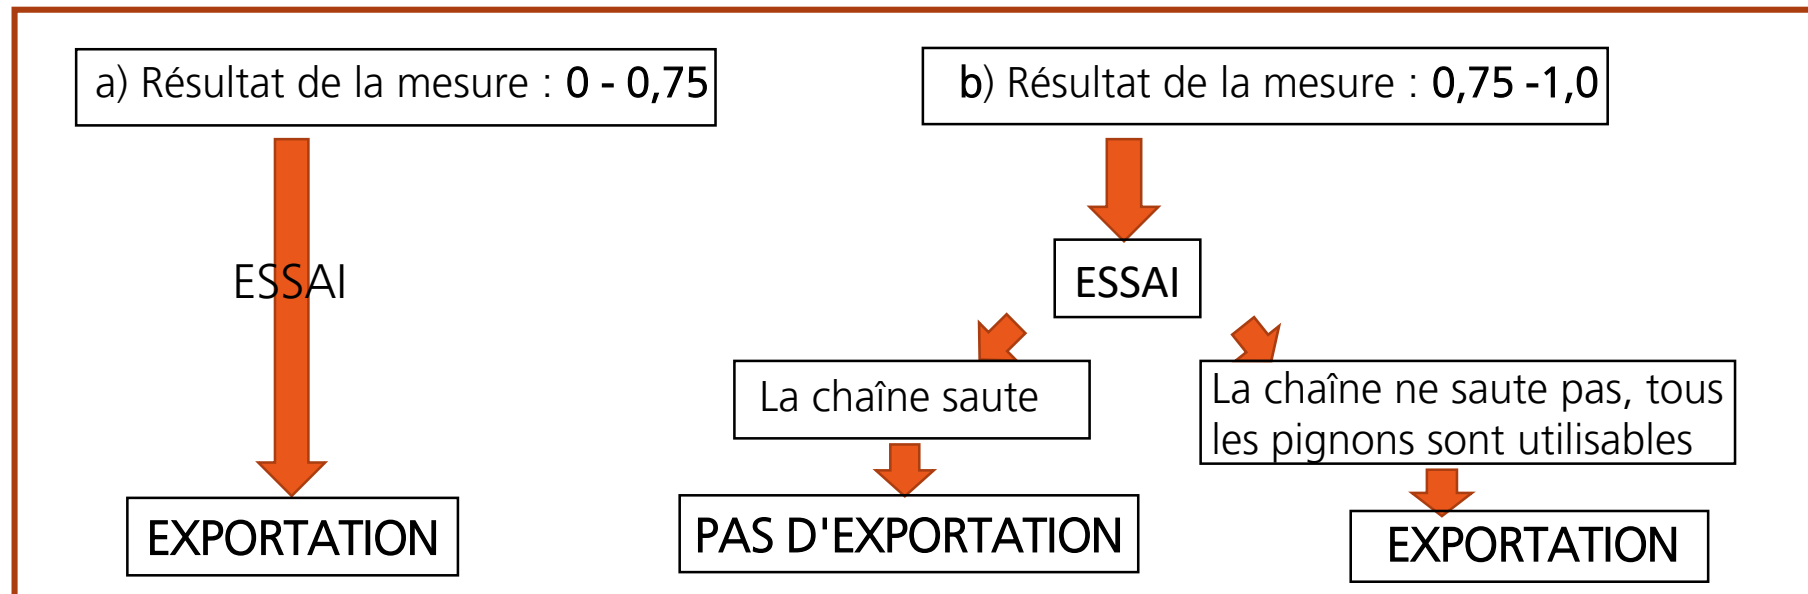 a) Résultat de la mesure : 0 - 0,75
b) Résultat de la mesure : 0,75 -1,0
ESSAI
ESSAI
La chaîne saute
La chaîne ne saute pas, tous
les pignons sont utilisables
EXPORTATION
PAS D'EXPORTATION
EXPORTATION